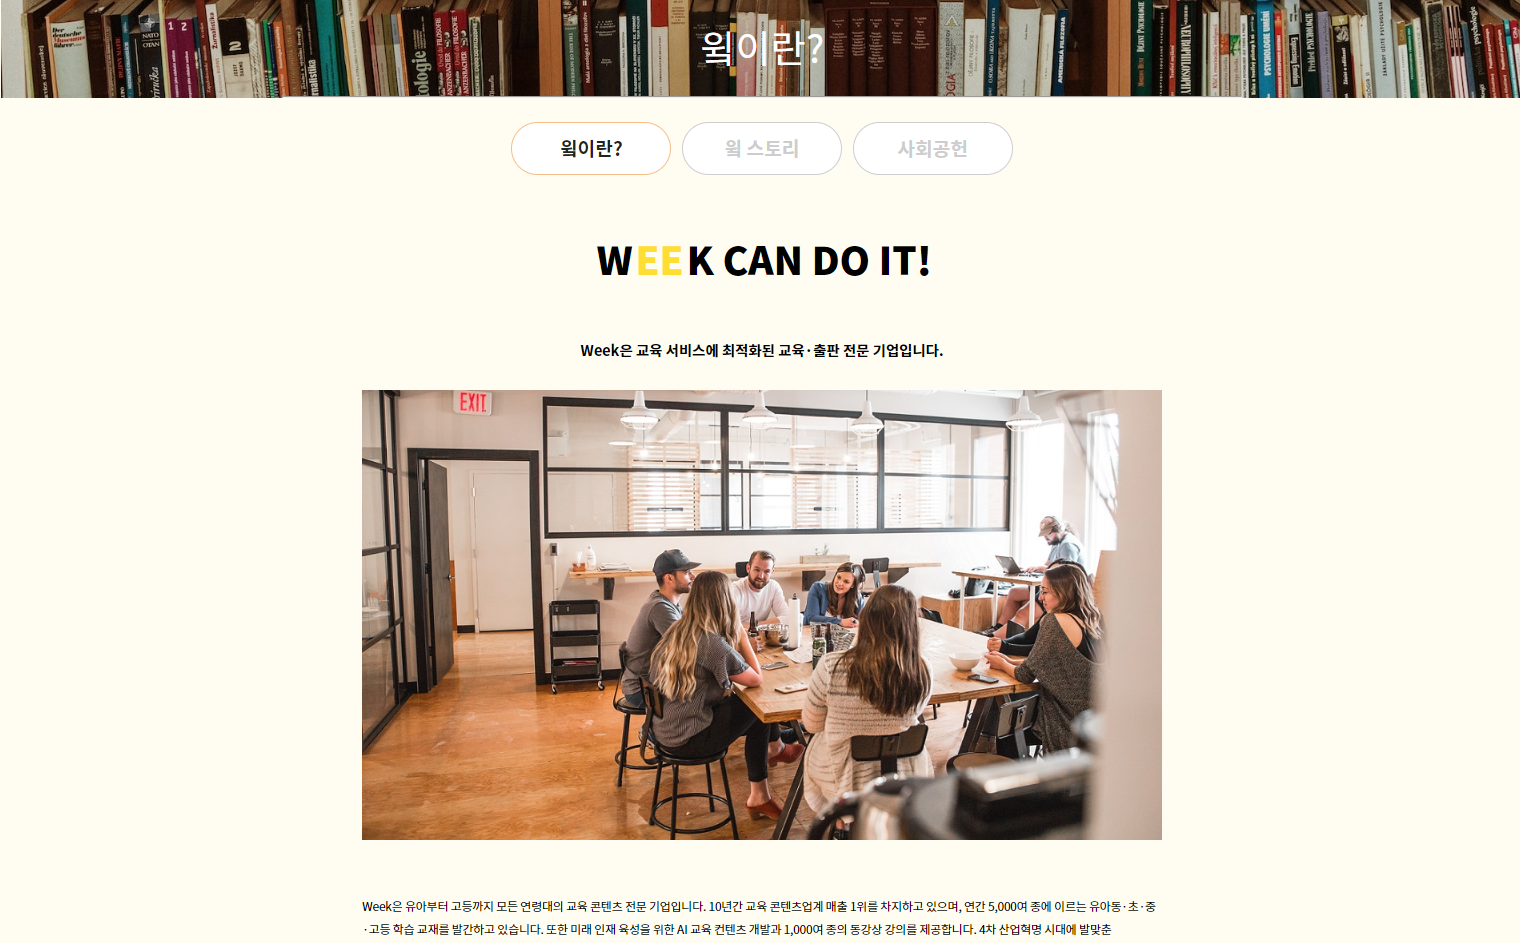 웤이란?
웤이란?
웤 스토리
사회공헌
WEEK CAN DO IT!
Week은 교육 서비스에 최적화된 교육·출판 전문 기업입니다.
EXIT
Week은 유아부터 고등까지 모든 연령대의 교육 콘텐츠 전문 기업입니다. 10년간 교육 콘텐츠업계 매출 1위를 차지하고 있으며, 연간 5,000여 종에 이르는 유아동·초·중
·고등 학습 교재를 발간하고 있습니다. 또한 미래 인재 육성을 위한 AI 교육 컨텐츠 개발과 1,000여 종의 동강상 강의를 제공합니다. 4차 산업혁명 시대에 발맞춘